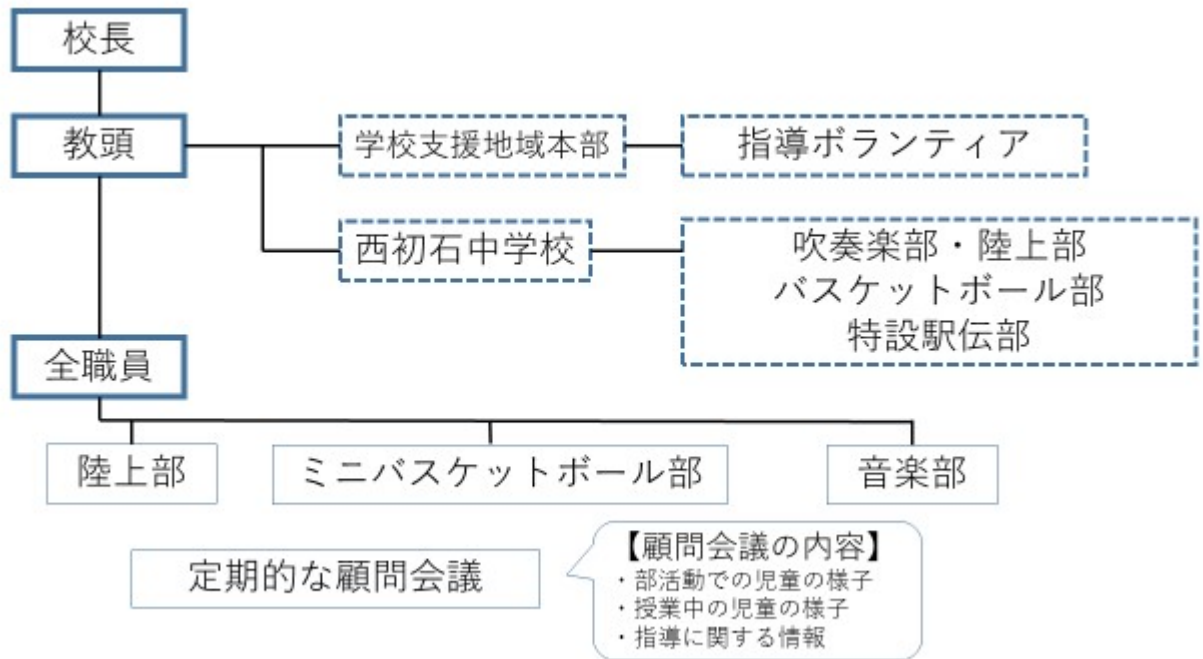 校長
教頭
学校支援地域本部
指導ボランティア
西初石中学校
吹奏楽部・陸上部
バスケットボール部
特設駅伝部
全職員
陸上部
ミニバスケットボール部
音楽部
定期的な顧問会議
【顧問会議の内容】
・部活動での児童の様子
・授業中の児童の様子
・指導に関する情報